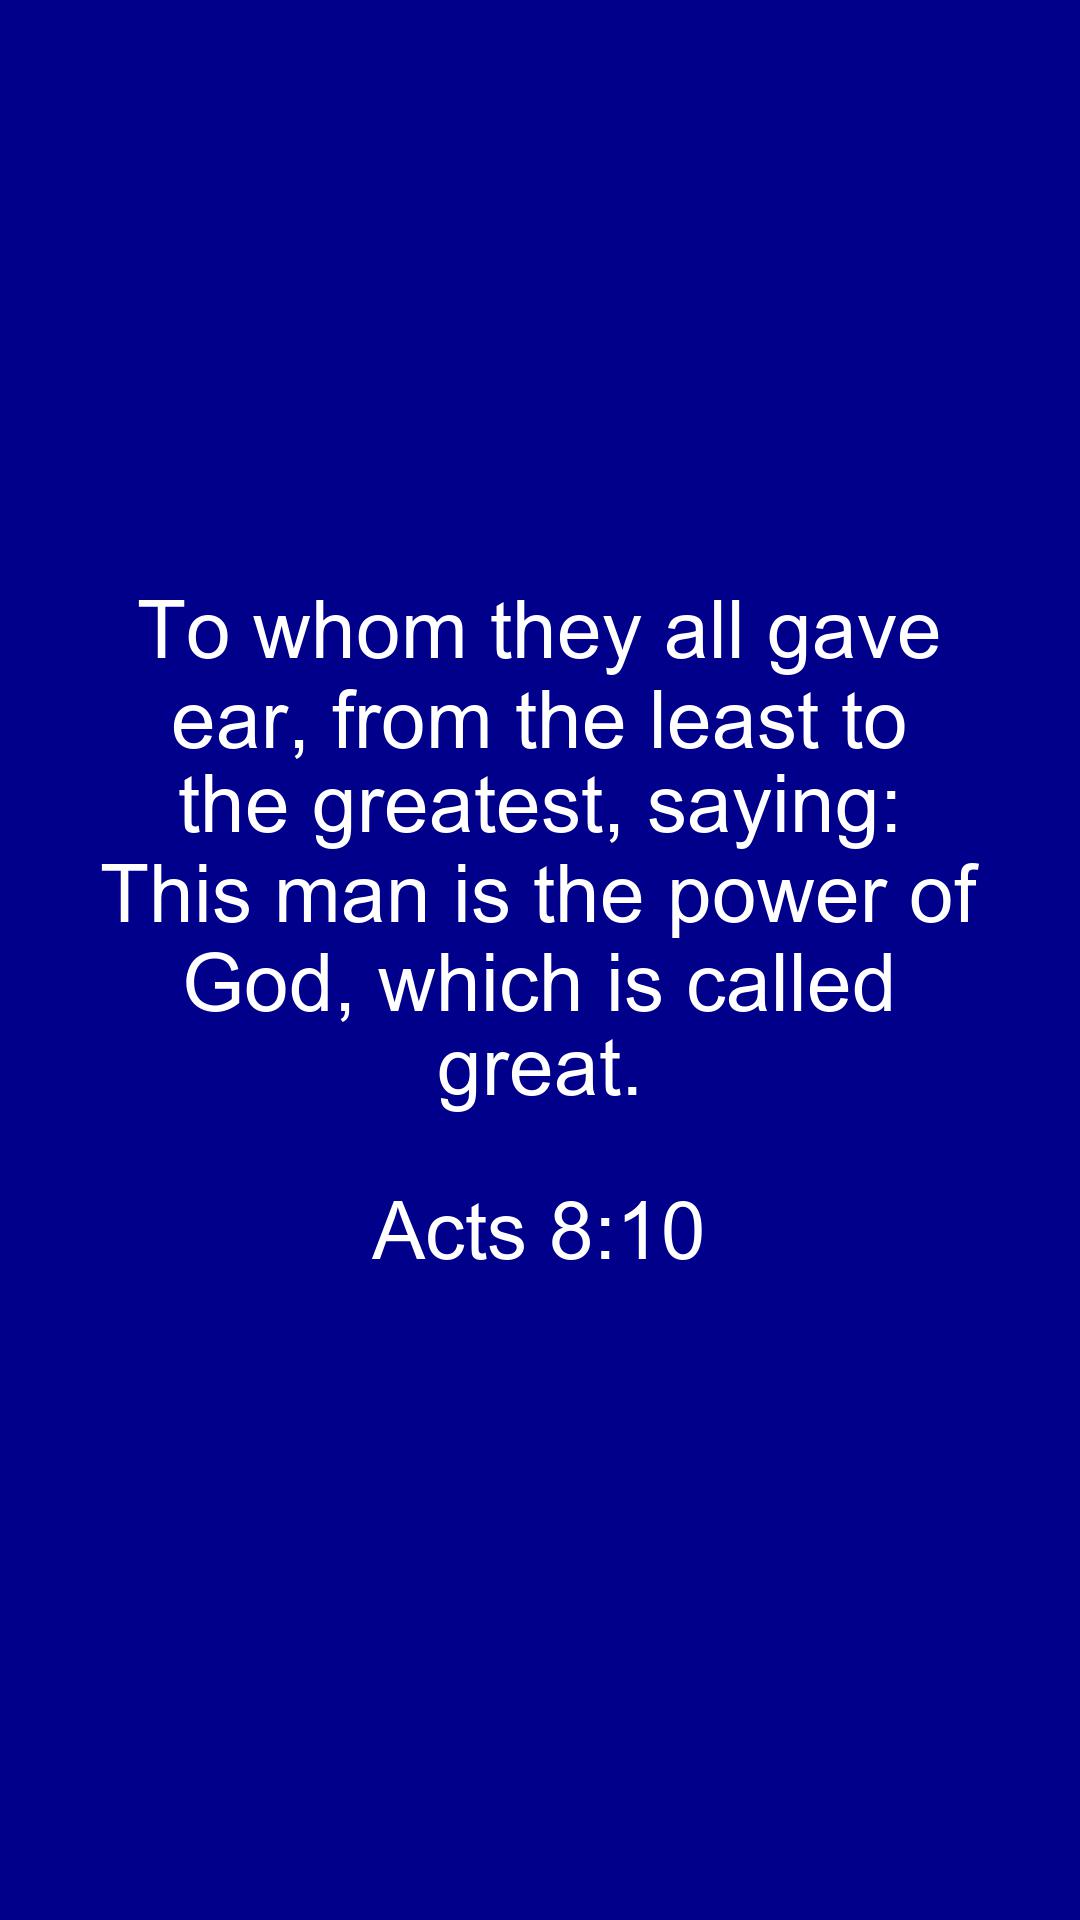 To whom they all gave
ear, from the least to
the greatest, saying:
This man is the power of
God, which is called
great.
Acts 8:10